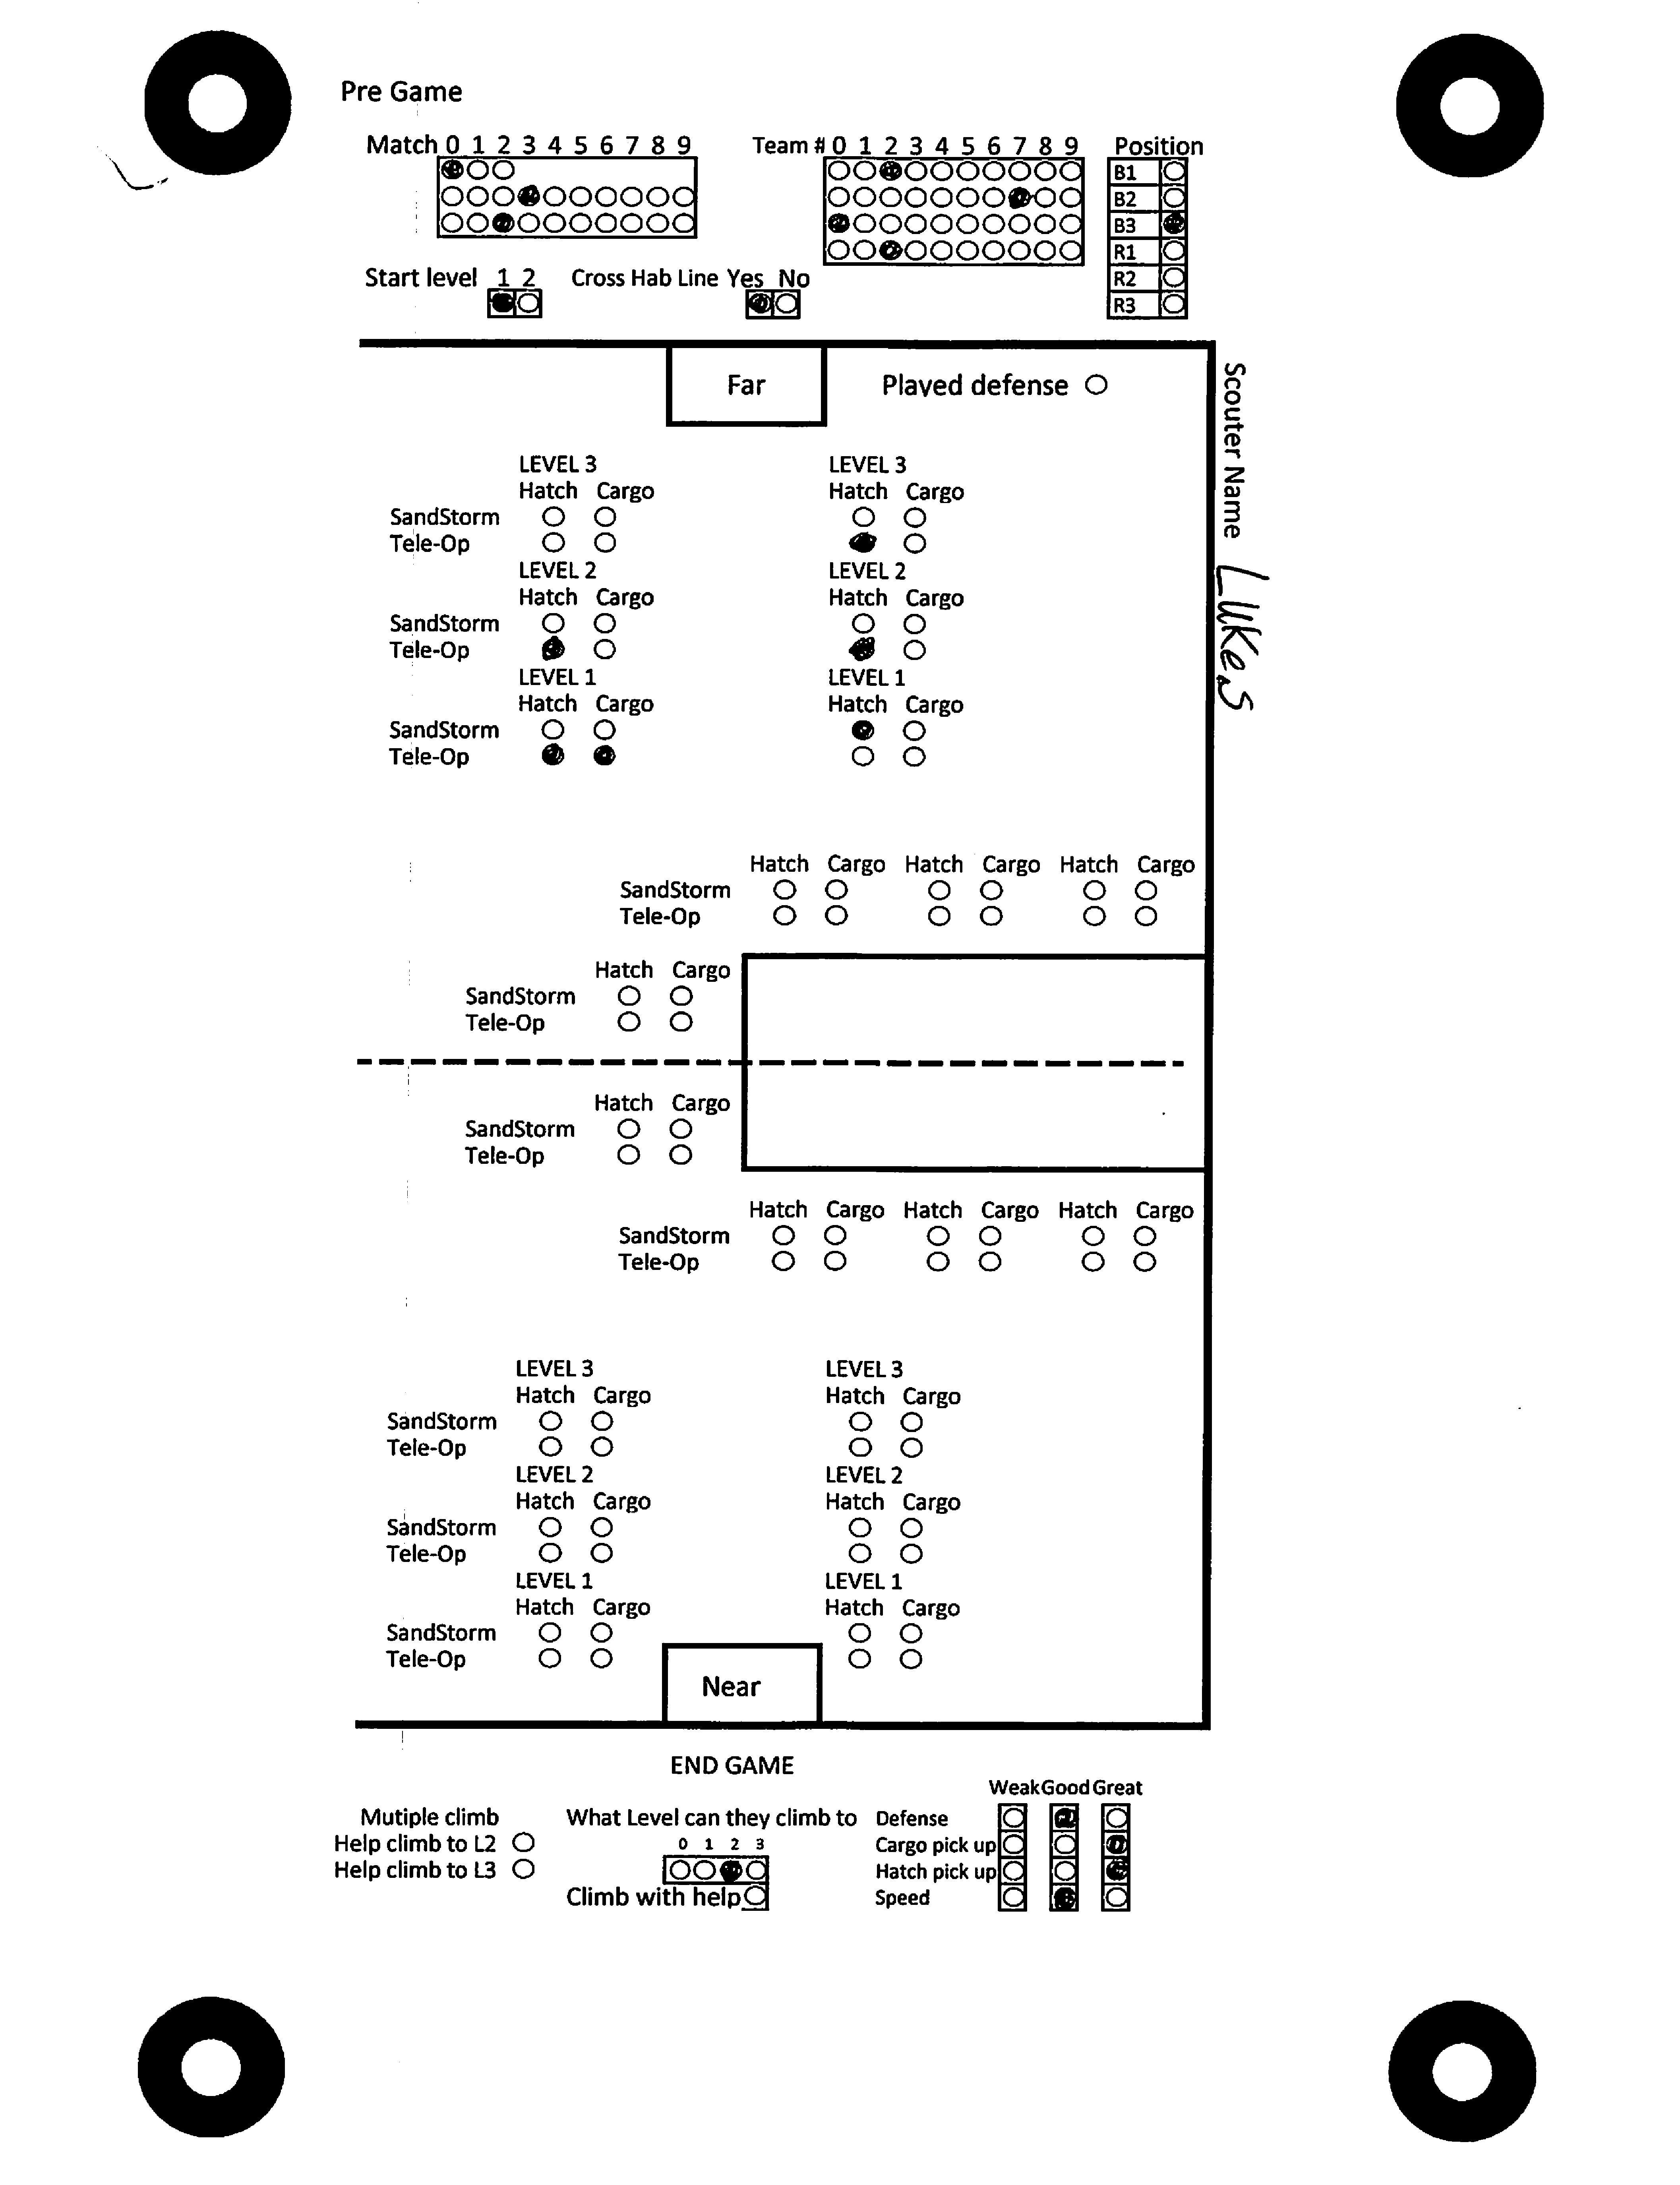 Pre Game
Match 0 1 2 3 4 5 6 7 8 9
Team # 0 1 2 3 4 5 6 7 8 9
Position
B1
B2
B3
R1
R2
R3
Start level 1 2
Cross Hab Line Yes No
Far
Played defense
Scouter Name Luke.S
LEVEL 3 LEVEL 3
Hatch Cargo Hatch Cargo
SandStorm
Tele-Op
LEVEL 2 LEVEL 2
Hatch Cargo Hatch Cargo
SandStorm
Tele-Op
LEVEL 1 LEVEL 1
Hatch Cargo Hatch Cargo
SandStorm
Tele-Op
Hatch Cargo Hatch Cargo Hatch Cargo
SandStorm
Tele-Op
Hatch Cargo
SandStorm
Tele-Op
Hatch Cargo
SandStorm
Tele-Op
Hatch Cargo Hatch Cargo Hatch Cargo
SandStorm
Tele-Op
LEVEL 3 LEVEL 3
Hatch Cargo Hatch Cargo
SandStorm
Tele-Op
LEVEL 2 LEVEL 2
Hatch Cargo Hatch Cargo
SandStorm
Tele-Op
LEVEL 1 LEVEL 1
Hatch Cargo Hatch Cargo
SandStorm
Tele-Op
Near
END GAME
Mutiple climb
Help climb to L2
Help climb to L3
What Level can they climb to
0 1 2 3
Climb with help
Weak Good Great
Defense
Cargo pick up
Hatch pick up
Speed